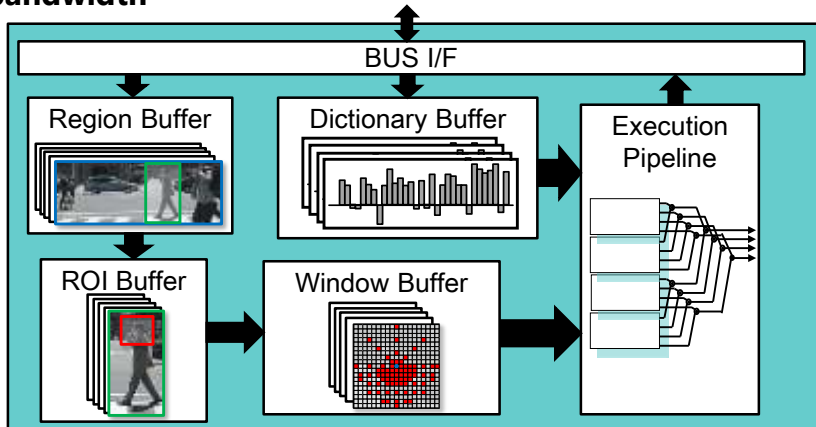 BUS I/F
Region Buffer
Dictionary Buffer
Execution
Pipeline
ROI Buffer
Window Buffer